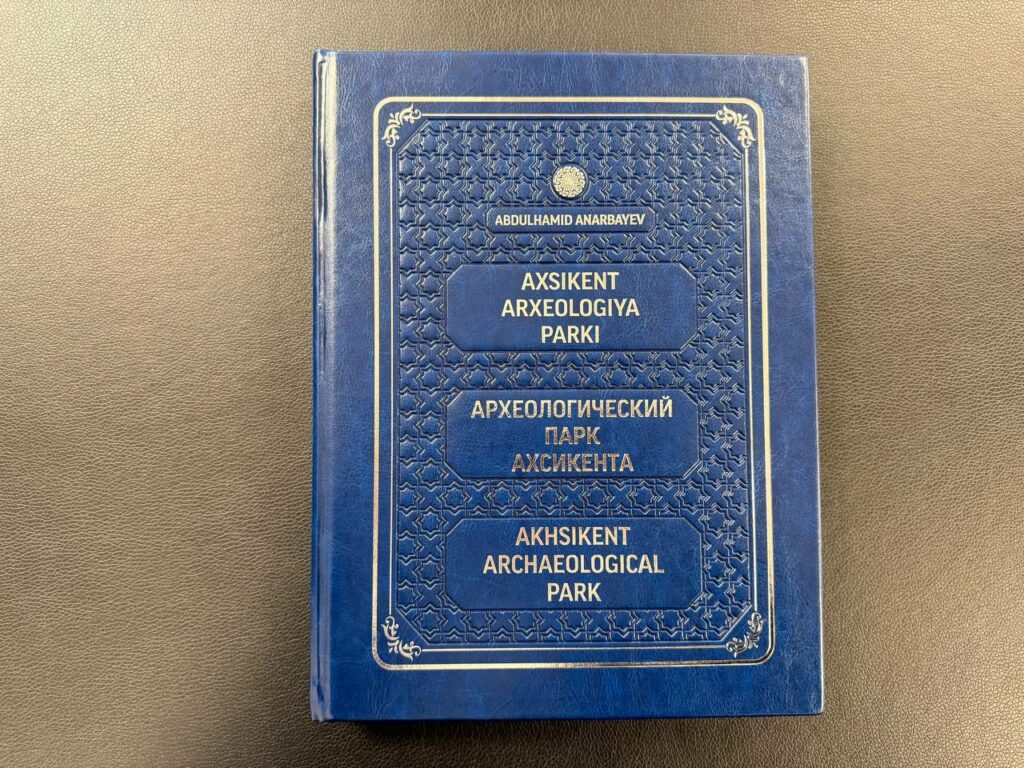 ABDULHAMID ANARBAYEV
AXSIKENT
ARXEOLOGIYA
PARKI
АРХЕОЛОГИЧЕСКИЙ
ПАРК
АХСИКЕНТА
AKHSIKENT
ARCHAEOLOGICAL
PARK